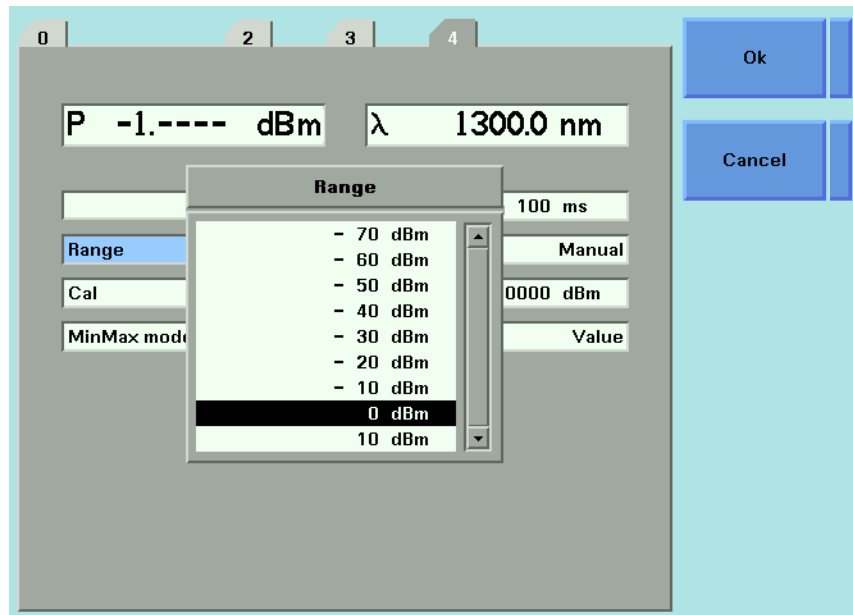 0 2 3 4
Ok
P -1.---- dBm λ 1300.0 nm
Cancel
Range
100 ms
- 70 dBm
Range - 60 dBm Manual
- 50 dBm
Cal 0000 dBm
- 40 dBm
MinMax mode - 30 dBm Value
- 20 dBm
- 10 dBm
0 dBm
10 dBm